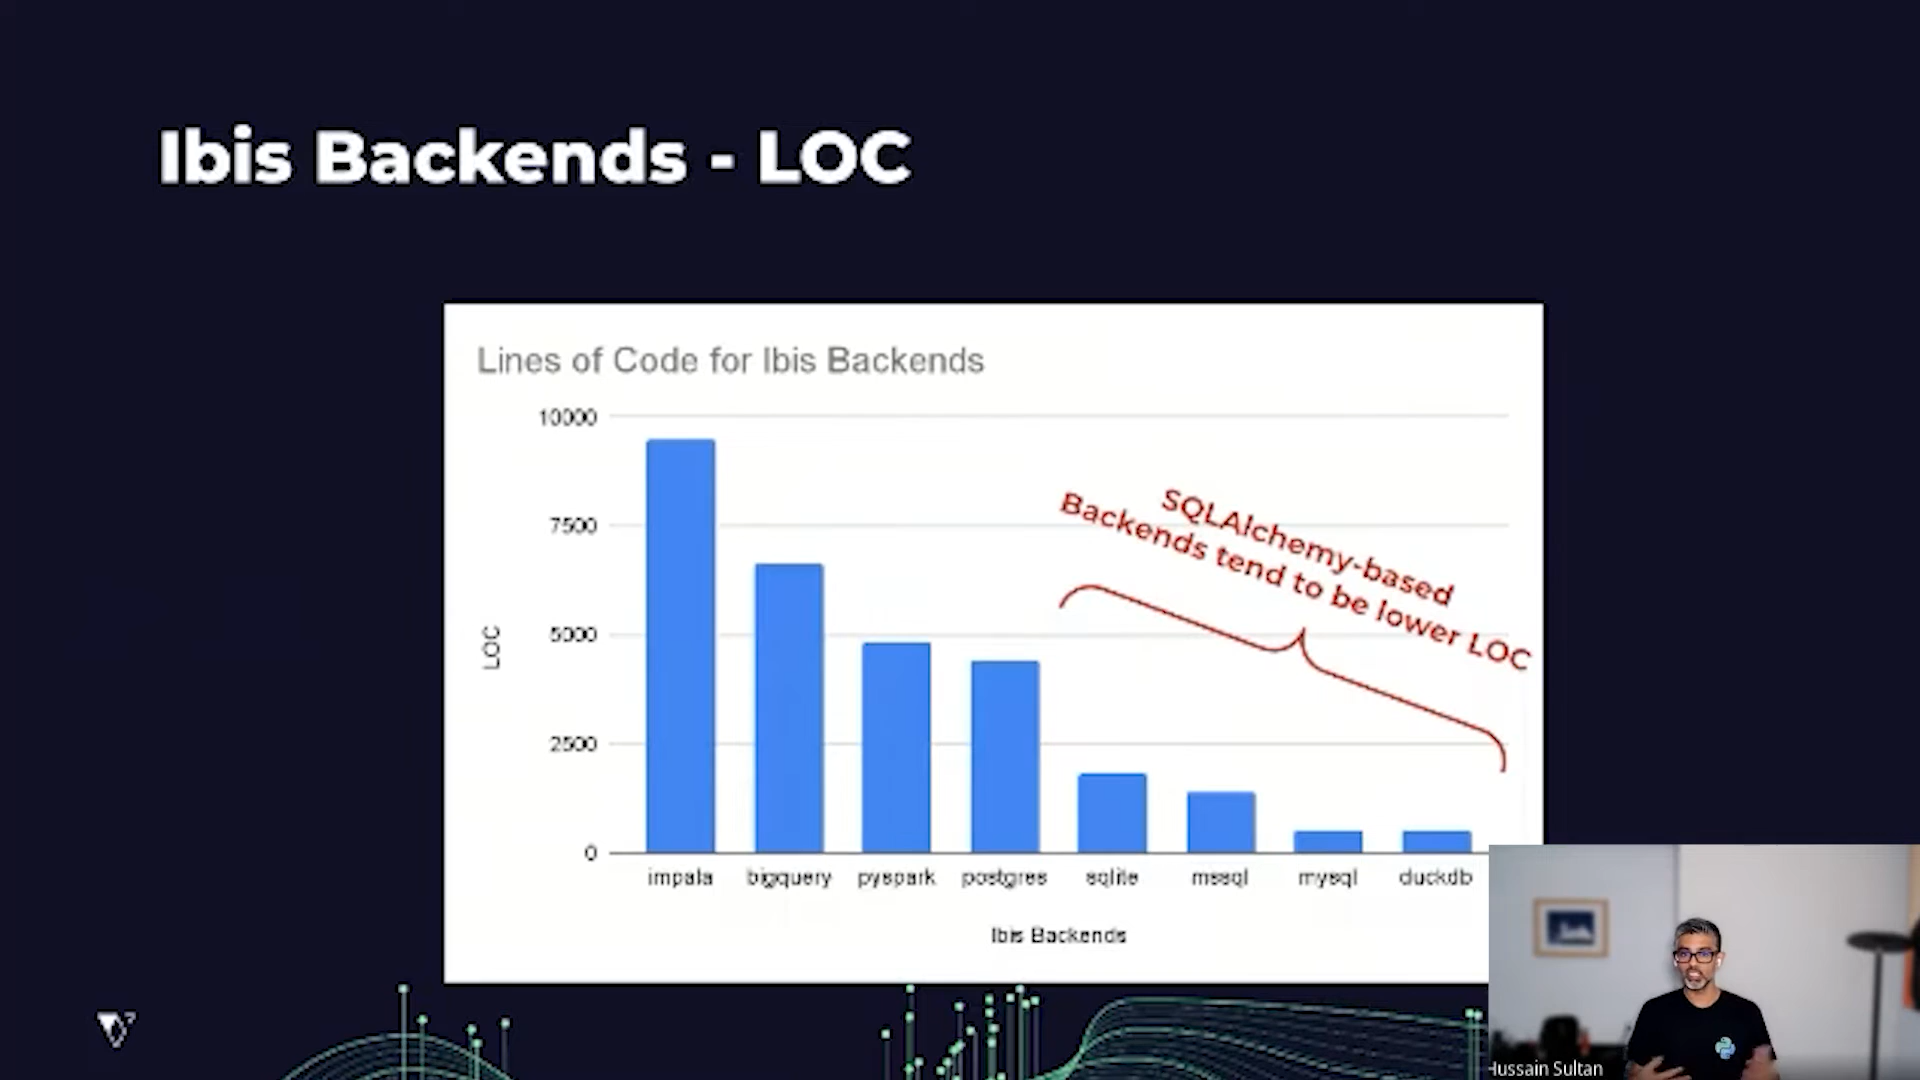 Ibis Backends - LOC
Lines of Code for Ibis Backends
10000
7500
5000
2500
0
LOC
SQLAlchemy-based
Backends tend to be lower LOC
impala
bigquery
pyspark
postgres
sqlite
mssql
mysql
duckdb
Ibis Backends
Hussain Sultan